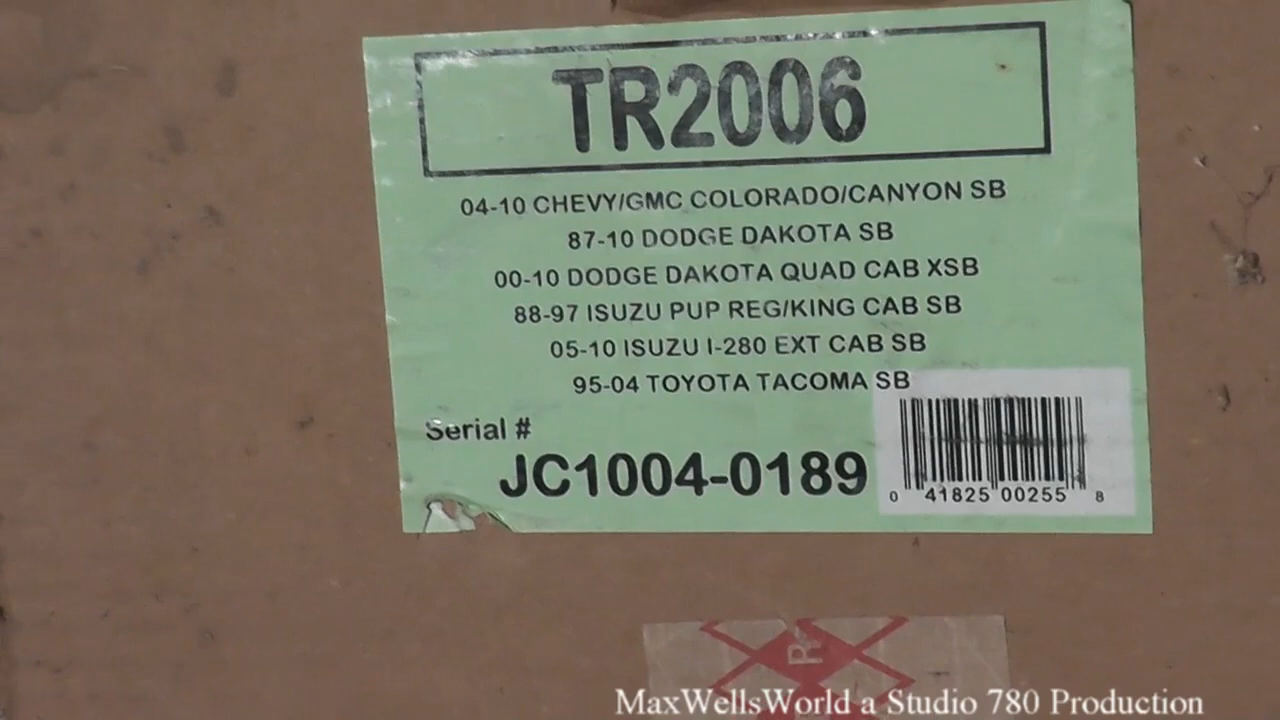 TR2006
04-10 CHEVY/GMC COLORADO/CANYON SB
87-10 DODGE DAKOTA SB
00-10 DODGE DAKOTA QUAD CAB XSB
88-97 ISUZU PUP REG/KING CAB SB
05-10 ISUZU I-280 EXT CAB SB
95-04 TOYOTA TACOMA SB
Serial #
JC1004-0189
0 41825 00255 8
MaxWellsWorld a Studio 780 Production